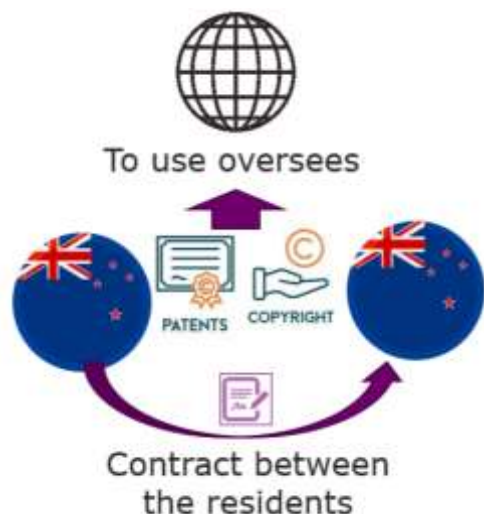 To use oversees
©
PATENTS
COPYRIGHT
Contract between
the residents